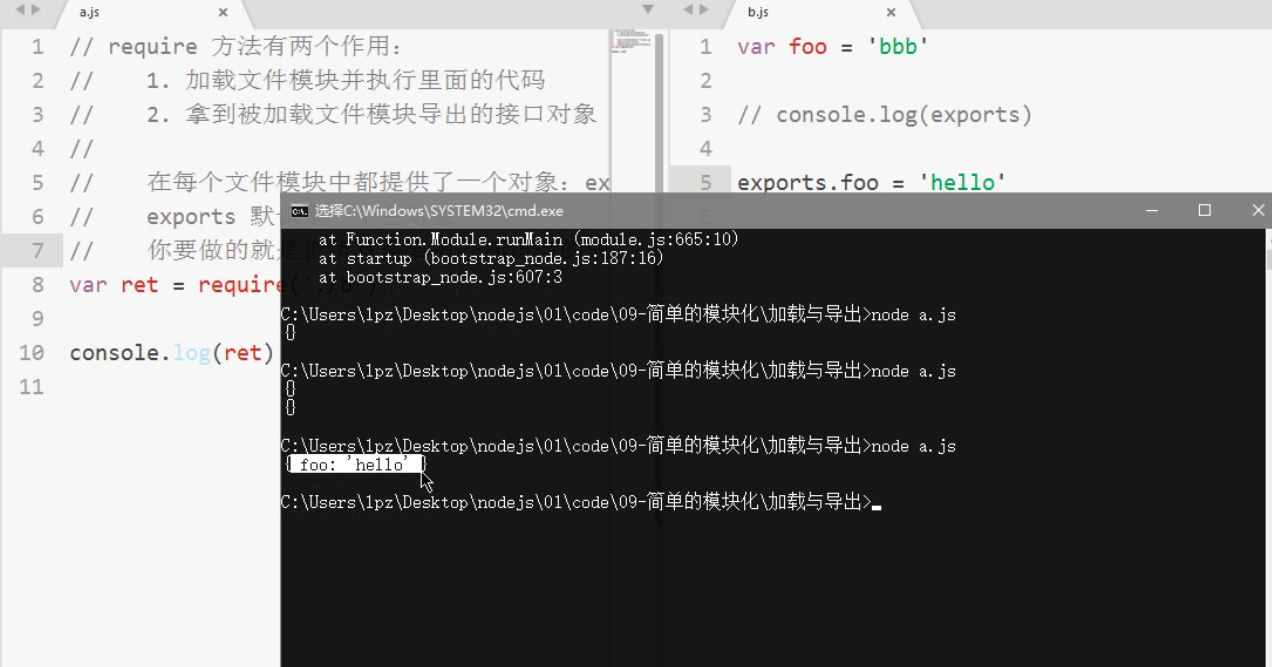 a.js
1 // require 方法有两个作用：
2 // 1. 加载文件模块并执行里面的代码
3 // 2. 拿到被加载文件模块导出的接口对象
4 //
5 // 在每个文件模块中都提供了一个对象：ex
6 // exports 默
7 // 你要做的就是
8 var ret = require(
9
10 console.log(ret)
11
b.js
1 var foo = 'bbb'
2
3 // console.log(exports)
4
5 exports.foo = 'hello'
6
选择C:\Windows\SYSTEM32\cmd.exe
at Function.Module.runMain (module.js:665:10)
at startup (bootstrap_node.js:187:16)
at bootstrap_node.js:607:3
C:\Users\lpz\Desktop\nodejs\01\code\09-简单的模块化\加载与导出>node a.js
{}
C:\Users\lpz\Desktop\nodejs\01\code\09-简单的模块化\加载与导出>node a.js
{}
{}
C:\Users\lpz\Desktop\nodejs\01\code\09-简单的模块化\加载与导出>node a.js
{ foo: 'hello' }
C:\Users\lpz\Desktop\nodejs\01\code\09-简单的模块化\加载与导出>